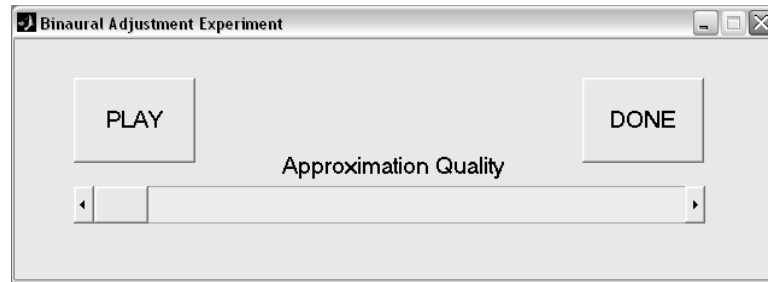 Binaural Adjustment Experiment
PLAY
DONE
Approximation Quality